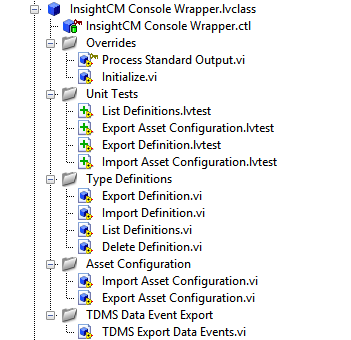 InsightCM Console Wrapper.lvclass
InsightCM Console Wrapper.ctl
Overrides
Process Standard Output.vi
Initialize.vi
Unit Tests
List Definitions.lvtest
Export Asset Configuration.lvtest
Export Definition.lvtest
Import Asset Configuration.lvtest
Type Definitions
Export Definition.vi
Import Definition.vi
List Definitions.vi
Delete Definition.vi
Asset Configuration
Import Asset Configuration.vi
Export Asset Configuration.vi
TDMS Data Event Export
TDMS Export Data Events.vi